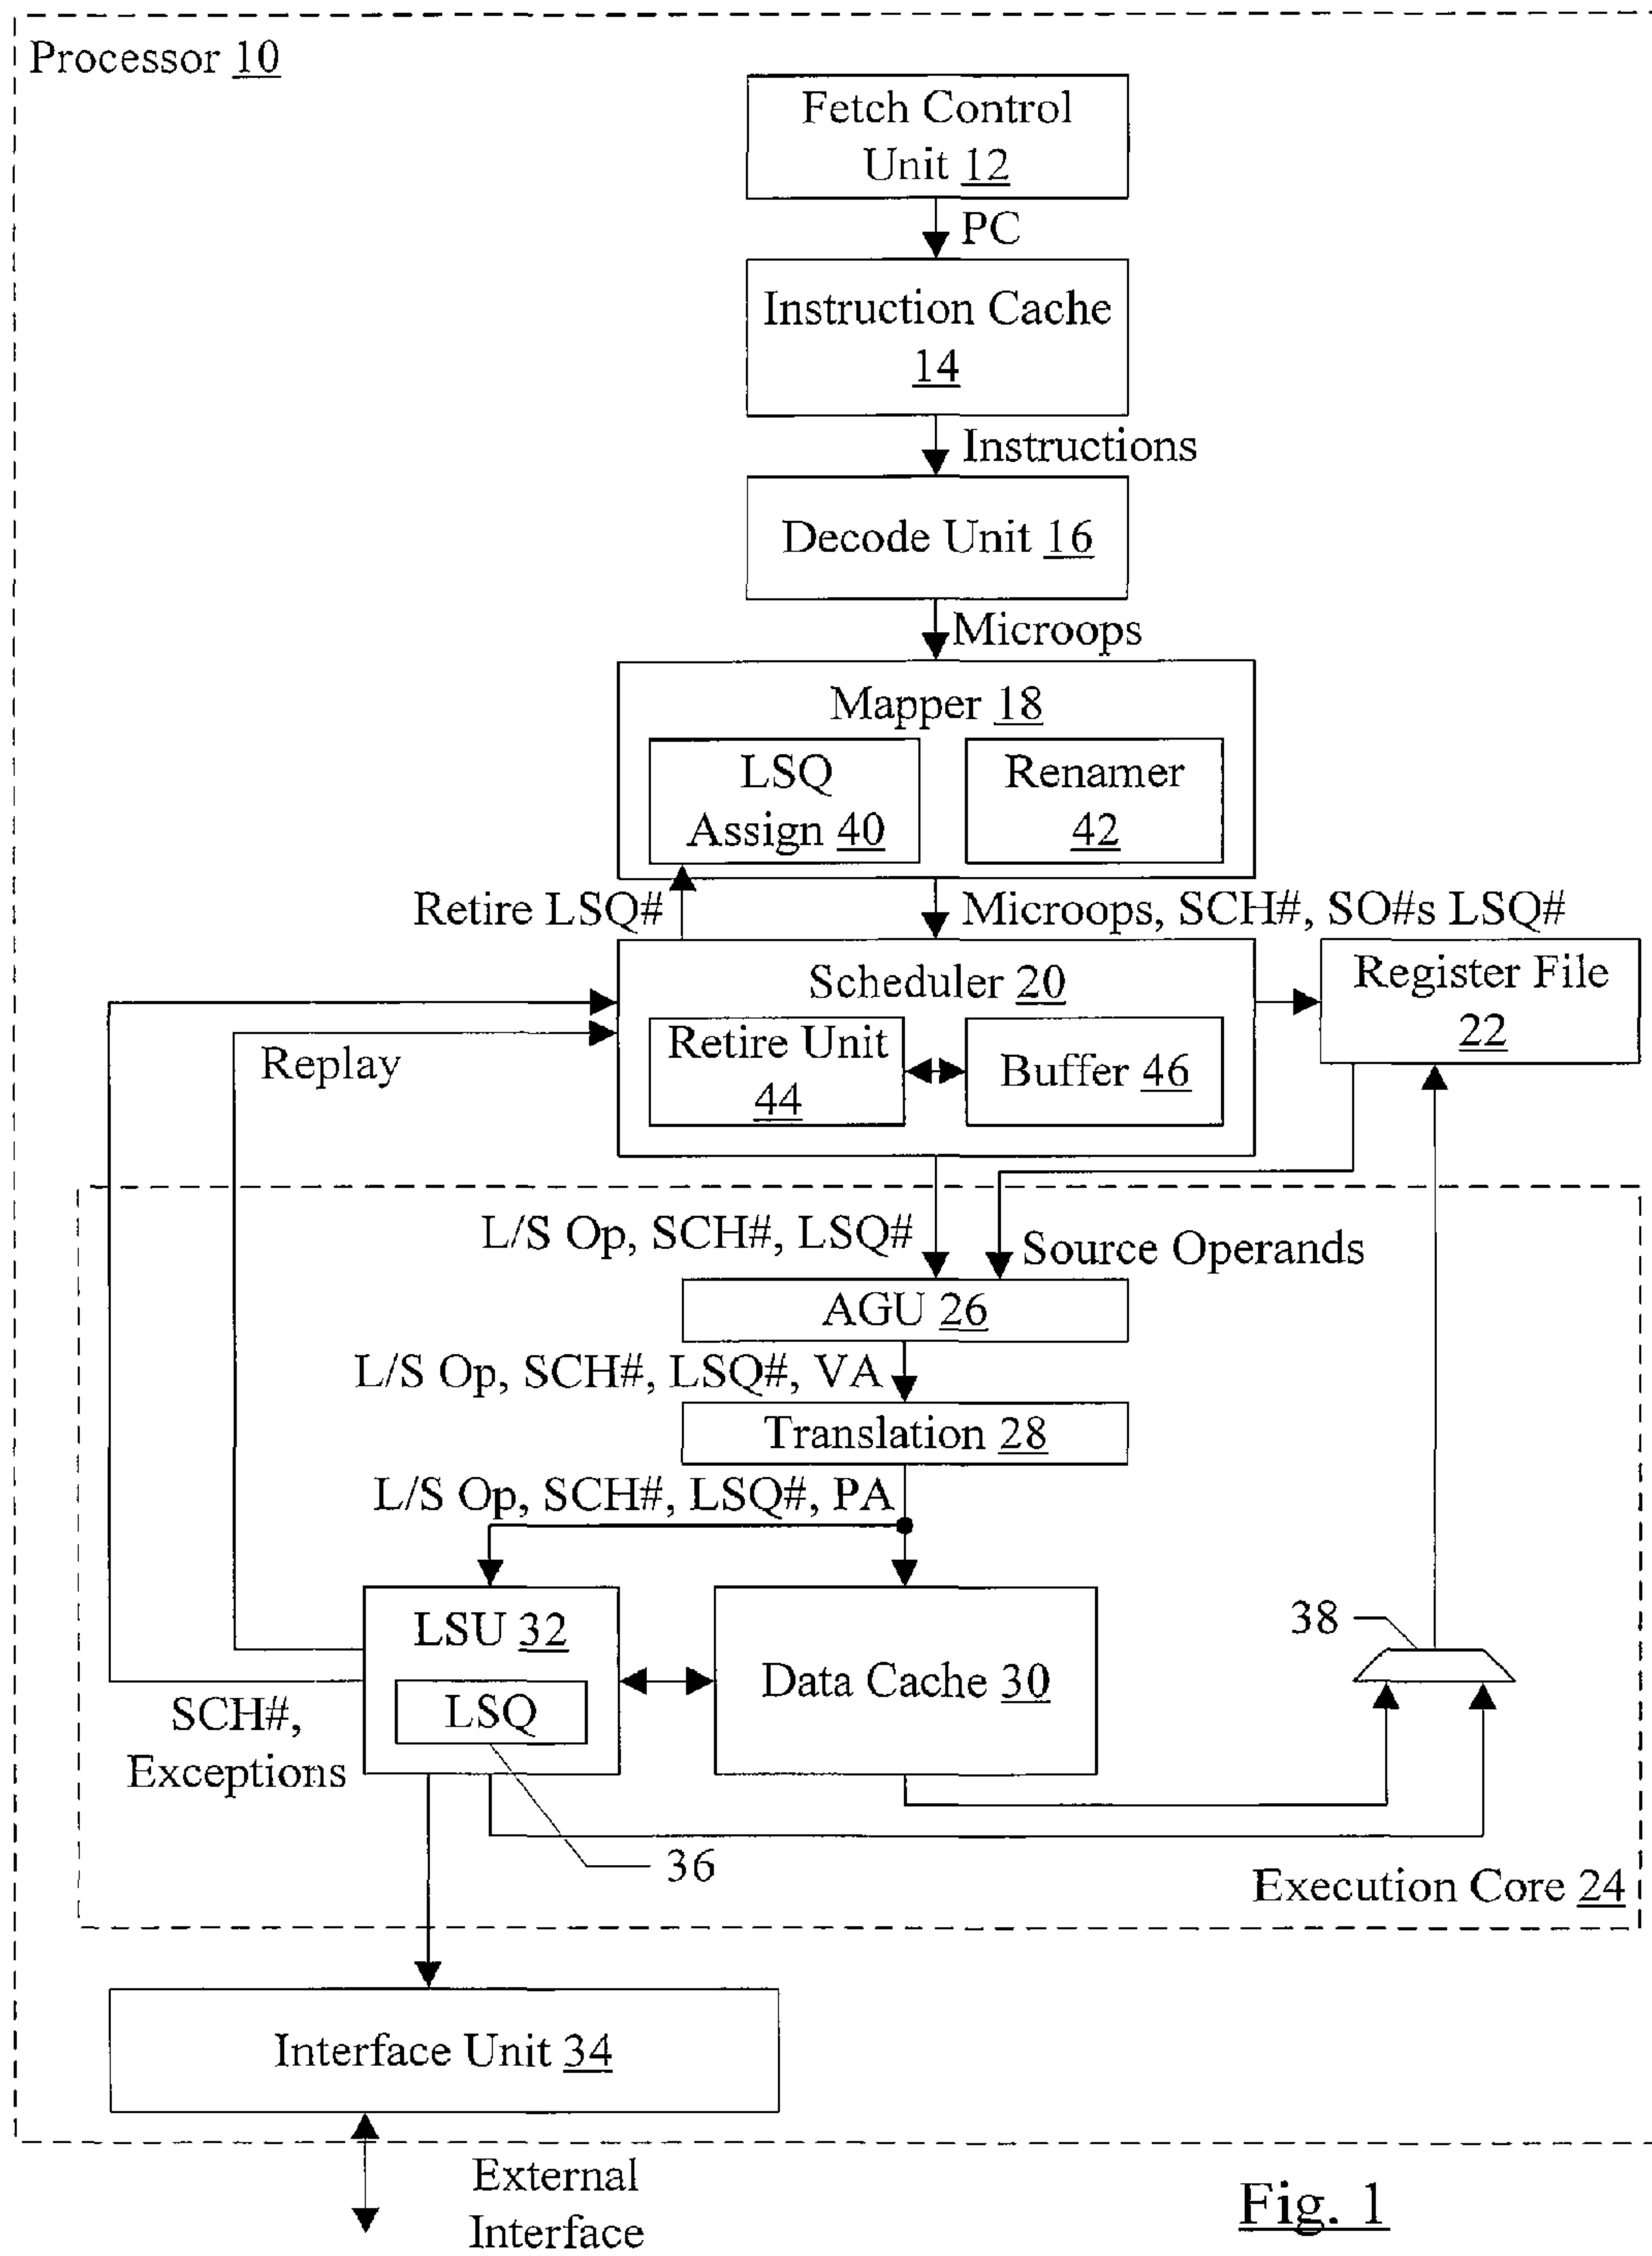 Processor 10
Fetch Control
Unit 12
PC
Instruction Cache
14
Instructions
Decode Unit 16
Microops
Mapper 18
LSQ
Assign 40
Renamer
42
Retire LSQ#
Microops, SCH#, SO#s LSQ#
Scheduler 20
Retire Unit
44
Buffer 46
Register File
22
Replay
L/S Op, SCH#, LSQ#
Source Operands
AGU 26
L/S Op, SCH#, LSQ#, VA
Translation 28
L/S Op, SCH#, LSQ#, PA
LSU 32
LSQ
Data Cache 30
38
SCH#,
Exceptions
36
Execution Core 24
Interface Unit 34
External
Interface
Fig. 1